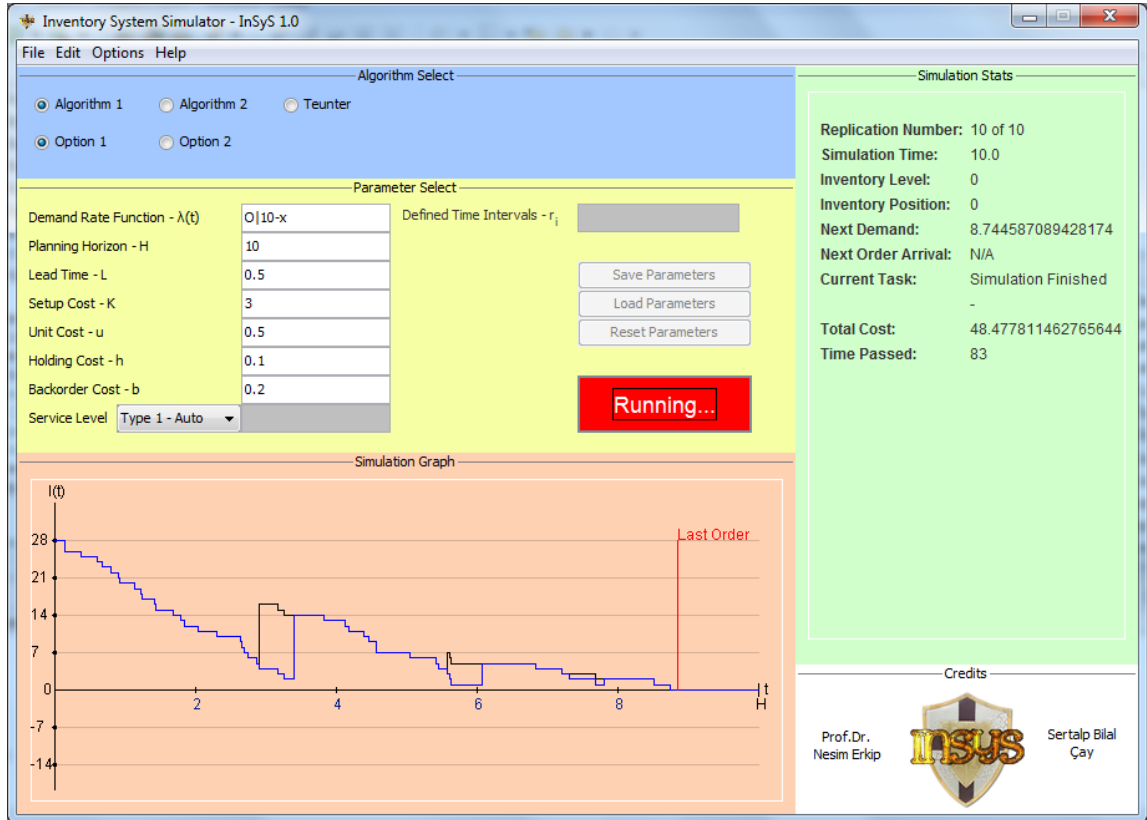 Inventory System Simulator - InSyS 1.0
File Edit Options Help
Algorithm Select
Algorithm 1 Algorithm 2 Teunter
Option 1 Option 2
Parameter Select
Demand Rate Function - λ(t) O|10-x Defined Time Intervals - ri
Planning Horizon - H 10
Lead Time - L 0.5 Save Parameters
Setup Cost - K 3 Load Parameters
Unit Cost - u 0.5 Reset Parameters
Holding Cost - h 0.1
Backorder Cost - b 0.2
Running...
Service Level Type 1 - Auto
Simulation Graph
I(t)
Last Order
28
21
14
7
0
-7
-14
2 4 6 8 H
t
Simulation Stats
Replication Number: 10 of 10
Simulation Time: 10.0
Inventory Level: 0
Inventory Position: 0
Next Demand: 8.744587089428174
Next Order Arrival: N/A
Current Task: Simulation Finished
-
Total Cost: 48.477811462765644
Time Passed: 83
Credits
Prof.Dr.
Nesim Erkip
insys
Sertalp Bilal
Çay